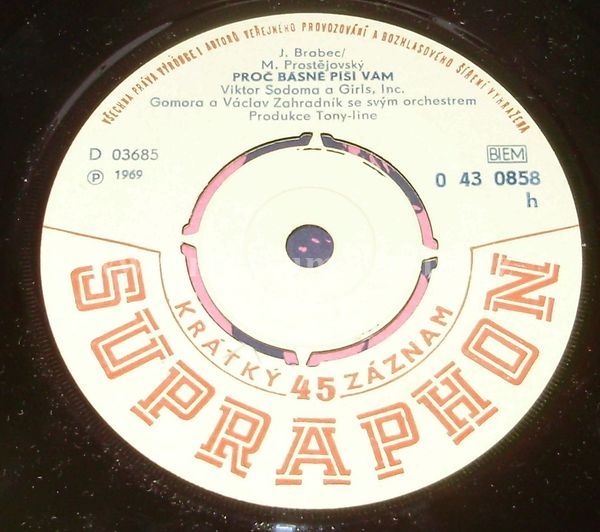 VŠECHNA PRÁVA VÝROBCE I AUTORŮ VEŘEJNÉHO PROVOZOVÁNÍ A ROZHLASOVÉHO ŠÍŘENÍ VYHRAZENA
J. Brabec/
M. Prostějovský
PROČ BÁSNĚ PÍŠI VÁM
Viktor Sodoma a Girls, Inc.
Gomora a Václav Zahradník se svým orchestrem
Produkce Tony-line
D 03685
BIEM
Ⓟ 1969
0 43 0858
h
KRÁTKÝ 45 ZÁZNAM
SUPRAPHON